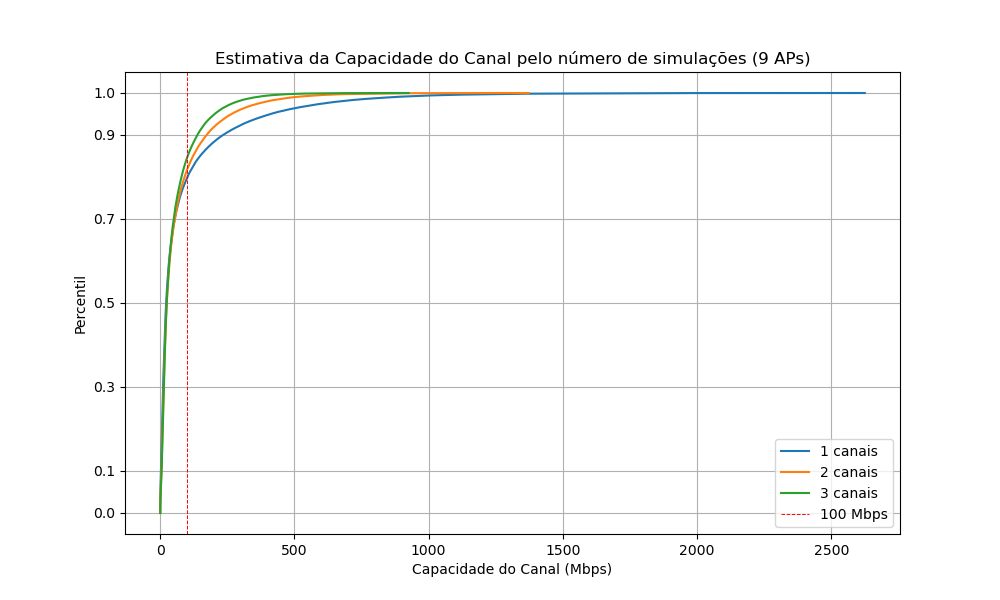 Estimativa da Capacidade do Canal pelo número de simulações (9 APs)
1.0
0.9
0.7
0.5
0.3
0.1
0.0
Percentil
0 500 1000 1500 2000 2500
Capacidade do Canal (Mbps)
1 canais
2 canais
3 canais
100 Mbps